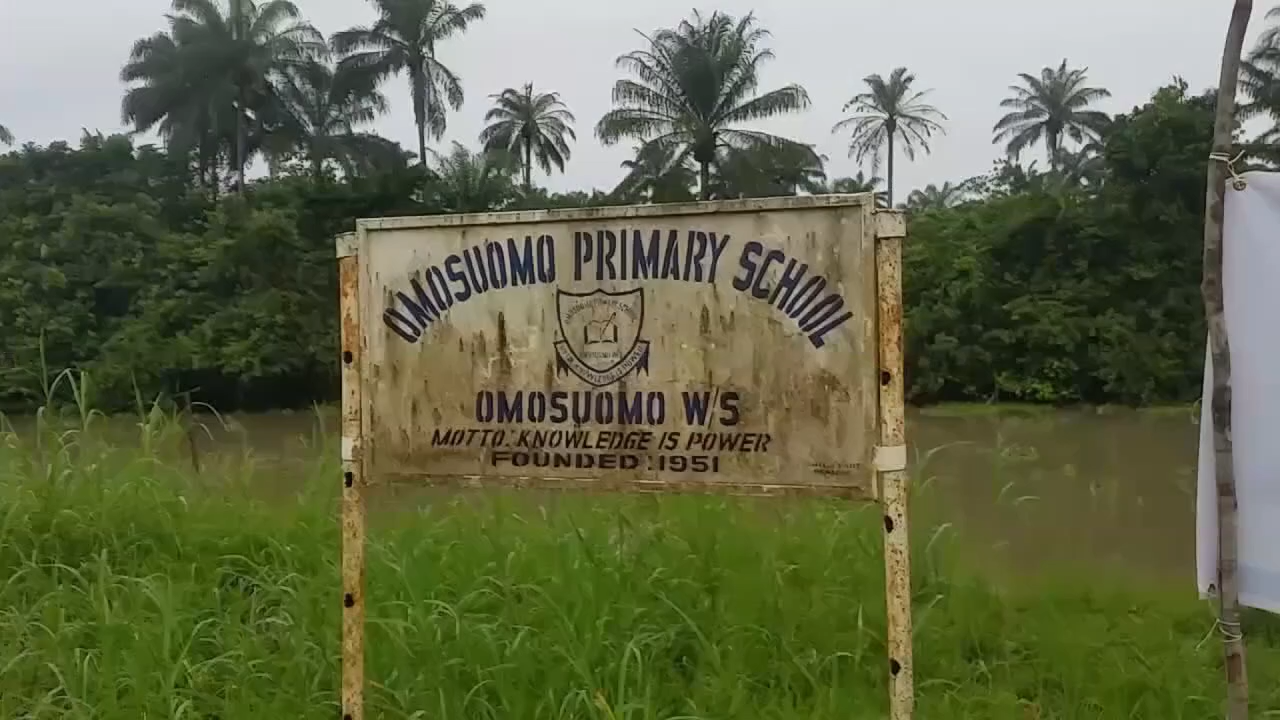 OMOSUOMO PRIMARY SCHOOL
OMOSUOMO W/S
MOTTO: KNOWLEDGE IS POWER
FOUNDED: 1951